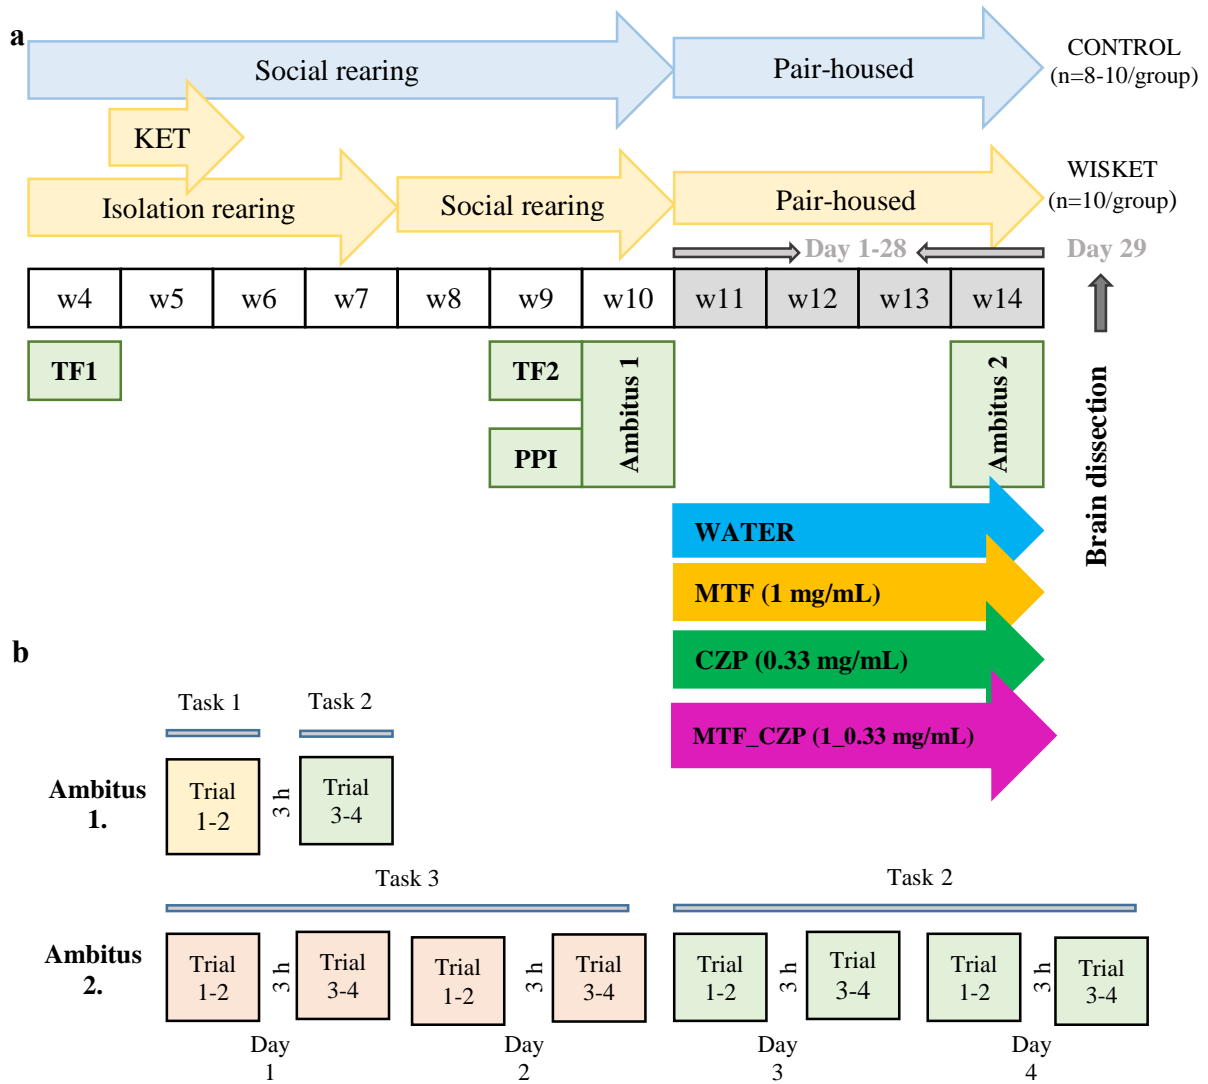 a
Social rearing
Pair-housed
CONTROL
(n=8-10/group)
KET
Isolation rearing
Social rearing
Pair-housed
WISKET
(n=10/group)
Day 1-28
Day 29
w4
w5
w6
w7
w8
w9
w10
w11
w12
w13
w14
TF1
TF2
PPI
Ambitus 1
Ambitus 2
Brain dissection
WATER
MTF (1 mg/mL)
CZP (0.33 mg/mL)
MTF_CZP (1_0.33 mg/mL)
b
Task 1
Task 2
Ambitus
1.
Trial
1-2
3 h
Trial
3-4
Task 3
Task 2
Ambitus
2.
Trial
1-2
3 h
Trial
3-4
Trial
1-2
3 h
Trial
3-4
Trial
1-2
3 h
Trial
3-4
Trial
1-2
3 h
Trial
3-4
Day
1
Day
2
Day
3
Day
4